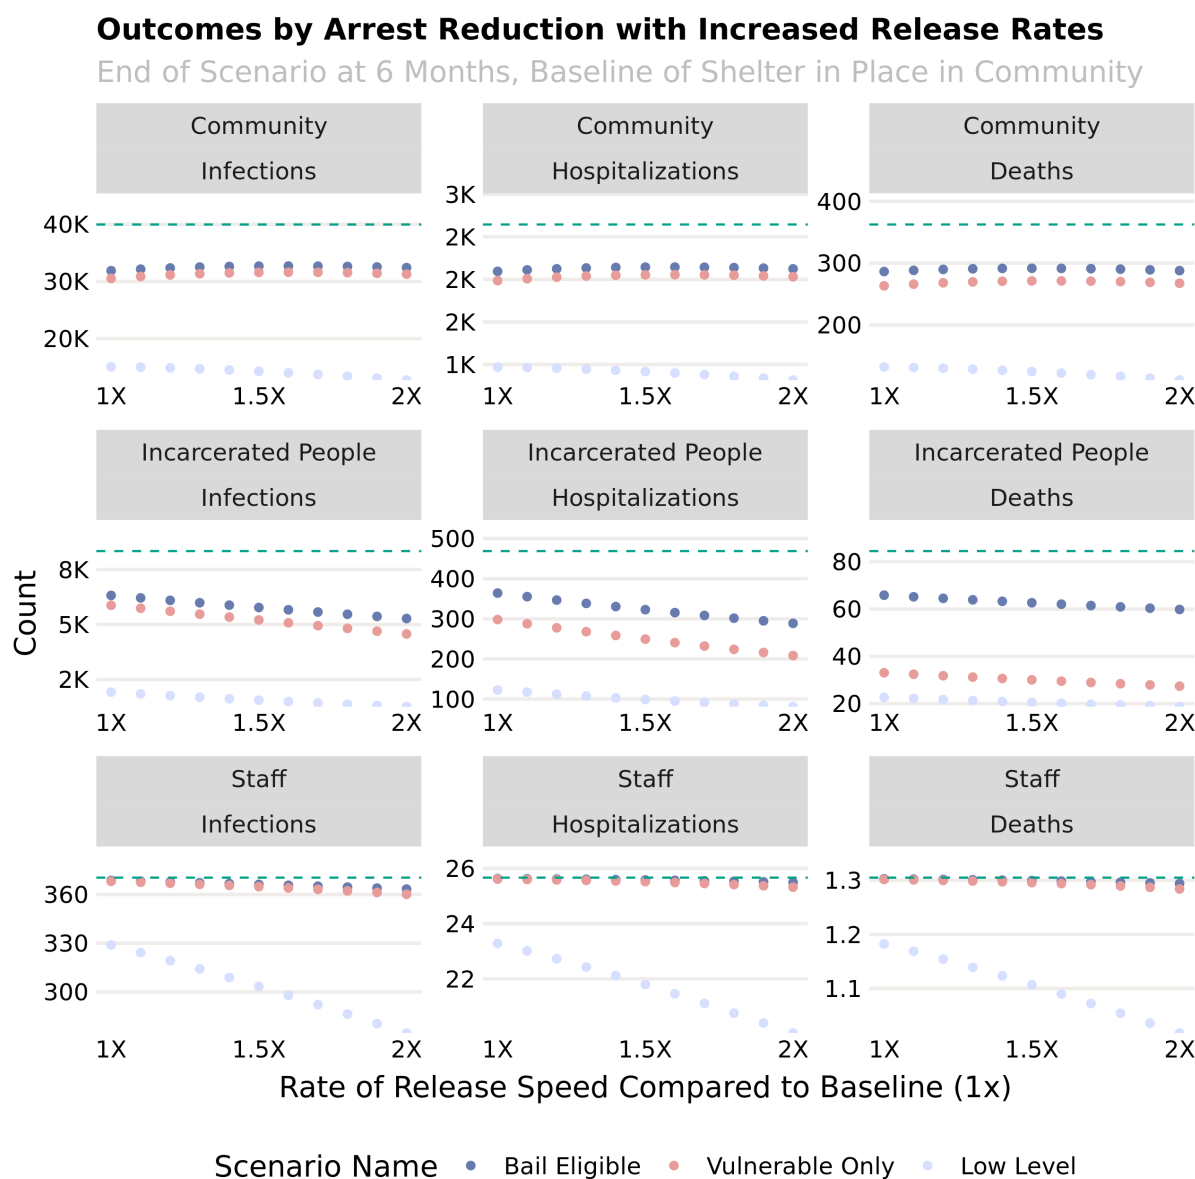 Outcomes by Arrest Reduction with Increased Release Rates
End of Scenario at 6 Months, Baseline of Shelter in Place in Community
Community
Infections
40K
30K
20K
1X 1.5X 2X
Community
Hospitalizations
3K
2K
2K
2K
1K
1X 1.5X 2X
Community
Deaths
400
300
200
1X 1.5X 2X
Count
Incarcerated People
Infections
8K
5K
2K
1X 1.5X 2X
Incarcerated People
Hospitalizations
500
400
300
200
100
1X 1.5X 2X
Incarcerated People
Deaths
80
60
40
20
1X 1.5X 2X
Staff
Infections
360
330
300
1X 1.5X 2X
Staff
Hospitalizations
26
24
22
1X 1.5X 2X
Staff
Deaths
1.3
1.2
1.1
1X 1.5X 2X
Rate of Release Speed Compared to Baseline (1x)
Scenario Name Bail Eligible Vulnerable Only Low Level